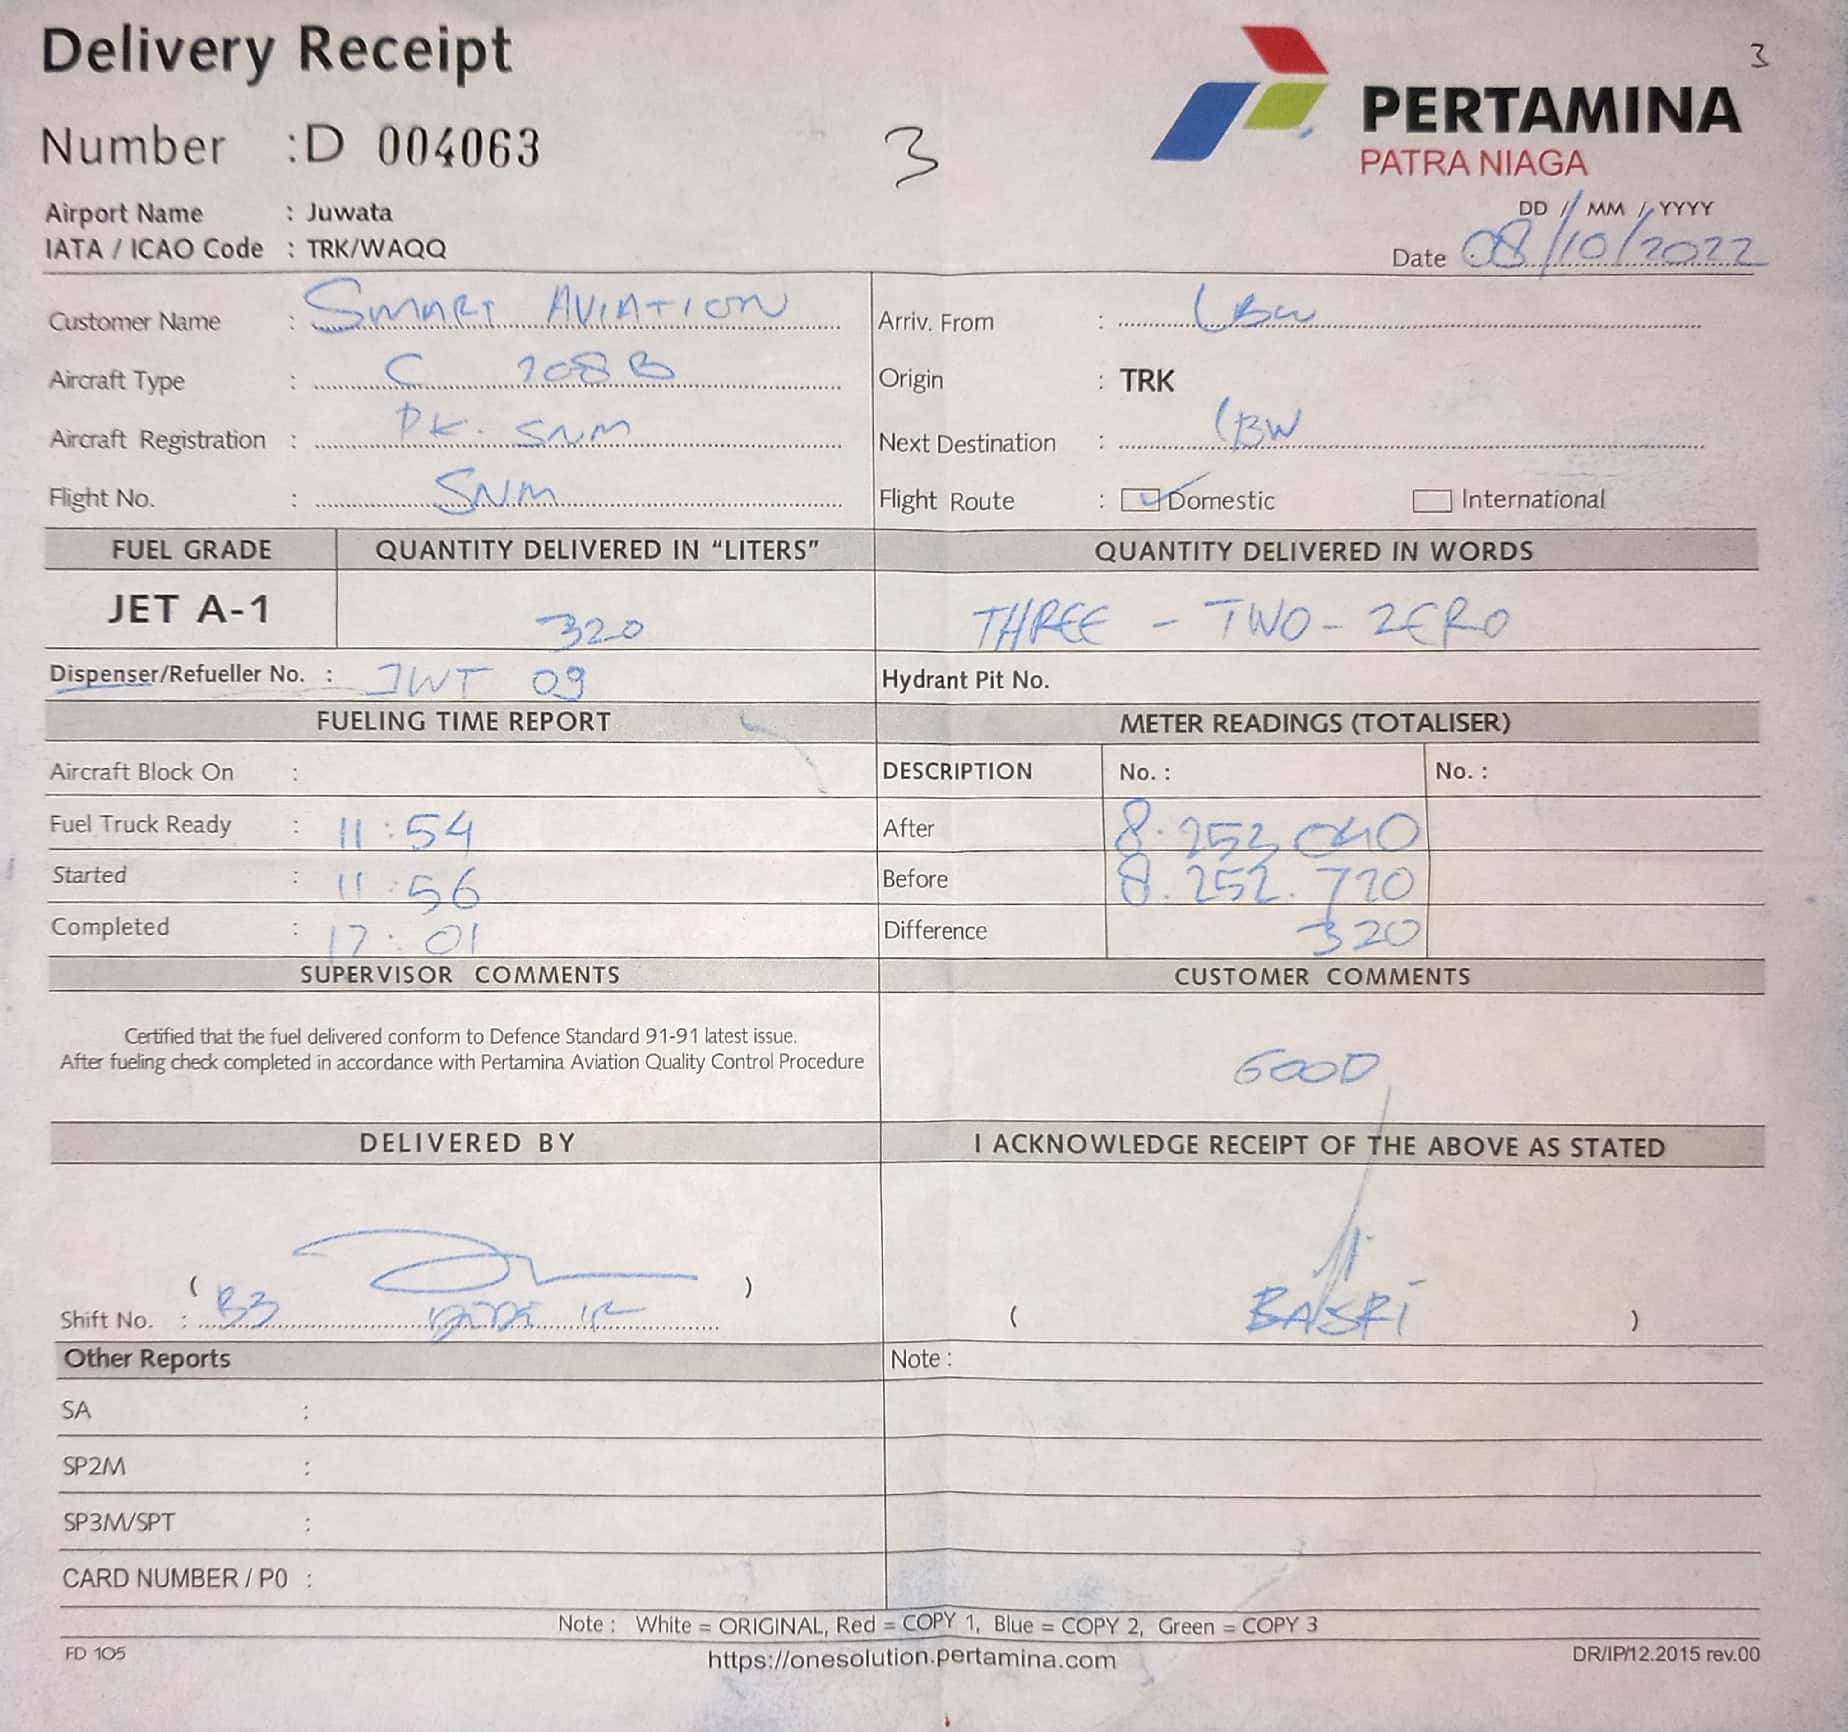 Delivery Receipt
3
Number :D 004063
3
PERTAMINA
PATRA NIAGA
Airport Name : Juwata
DD / MM / YYYY
IATA / ICAO Code : TRK/WAQQ
Date 08/10/2022
Customer Name : SMART AVIATION
Arriv. From : LBW
Aircraft Type : C 208 B
Origin : TRK
Aircraft Registration : PK-SNM
Next Destination : LBW
Flight No. : SNM
Flight Route : Domestic International
FUEL GRADE QUANTITY DELIVERED IN “LITERS” QUANTITY DELIVERED IN WORDS
JET A-1 320 THREE - TWO - ZERO
Dispenser/Refueller No. : JWT 09 Hydrant Pit No.
FUELING TIME REPORT METER READINGS (TOTALISER)
Aircraft Block On : DESCRIPTION No. : No. :
Fuel Truck Ready : 11:54 After 8.253.040
Started : 11:56 Before 8.252.720
Completed : 12:01 Difference 320
SUPERVISOR COMMENTS CUSTOMER COMMENTS
Certified that the fuel delivered conform to Defence Standard 91-91 latest issue.
After fueling check completed in accordance with Pertamina Aviation Quality Control Procedure
GOOD
DELIVERED BY I ACKNOWLEDGE RECEIPT OF THE ABOVE AS STATED
( )
Shift No. : B3
( BASRI )
Other Reports Note :
SA :
SP2M :
SP3M/SPT :
CARD NUMBER / P0 :
Note : White = ORIGINAL, Red = COPY 1, Blue = COPY 2, Green = COPY 3
FD 105 https://onesolution.pertamina.com DR/IP/12.2015 rev.00